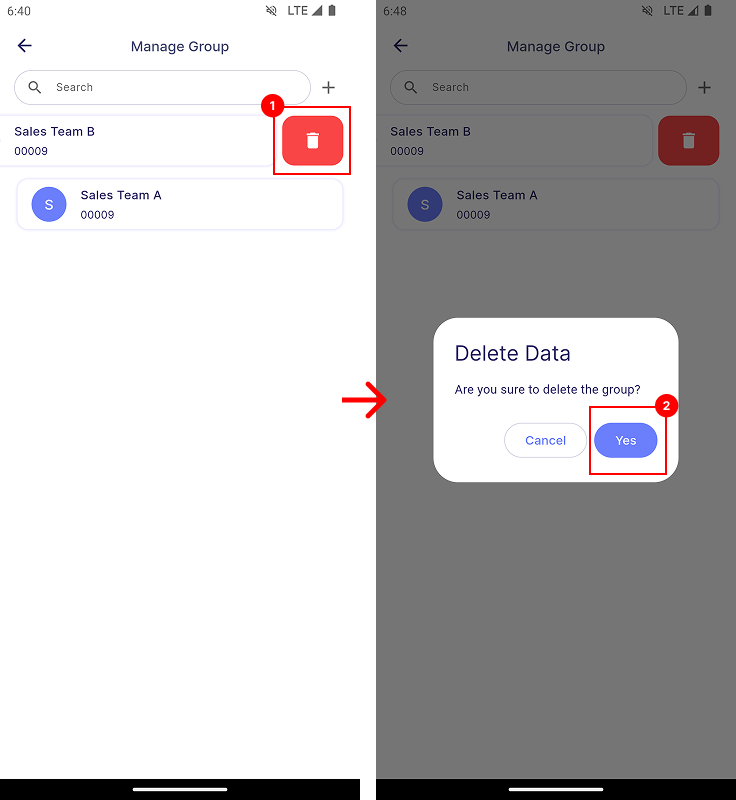 6:40
LTE
Manage Group
Search
1
Sales Team B
00009
S
Sales Team A
00009
6:48
LTE
Manage Group
Search
Sales Team B
00009
S
Sales Team A
00009
Delete Data
Are you sure to delete the group?
2
Cancel
Yes